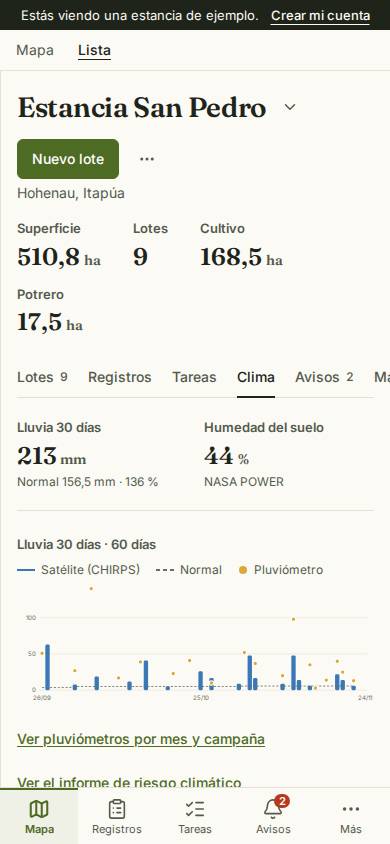 Estás viendo una estancia de ejemplo. Crear mi cuenta
Mapa Lista
Estancia San Pedro
Nuevo lote
Hohenau, Itapúa
Superficie Lotes Cultivo
510,8 ha 9 168,5 ha
Potrero
17,5 ha
Lotes 9 Registros Tareas Clima Avisos 2 Má
Lluvia 30 días Humedad del suelo
213 mm 44 %
Normal 156,5 mm · 136 % NASA POWER
Lluvia 30 días · 60 días
Satélite (CHIRPS) Normal Pluviómetro
100
50
0
26/09 25/10 24/11
Ver pluviómetros por mes y campaña
Ver el informe de riesgo climático
2
Mapa Registros Tareas Avisos Más